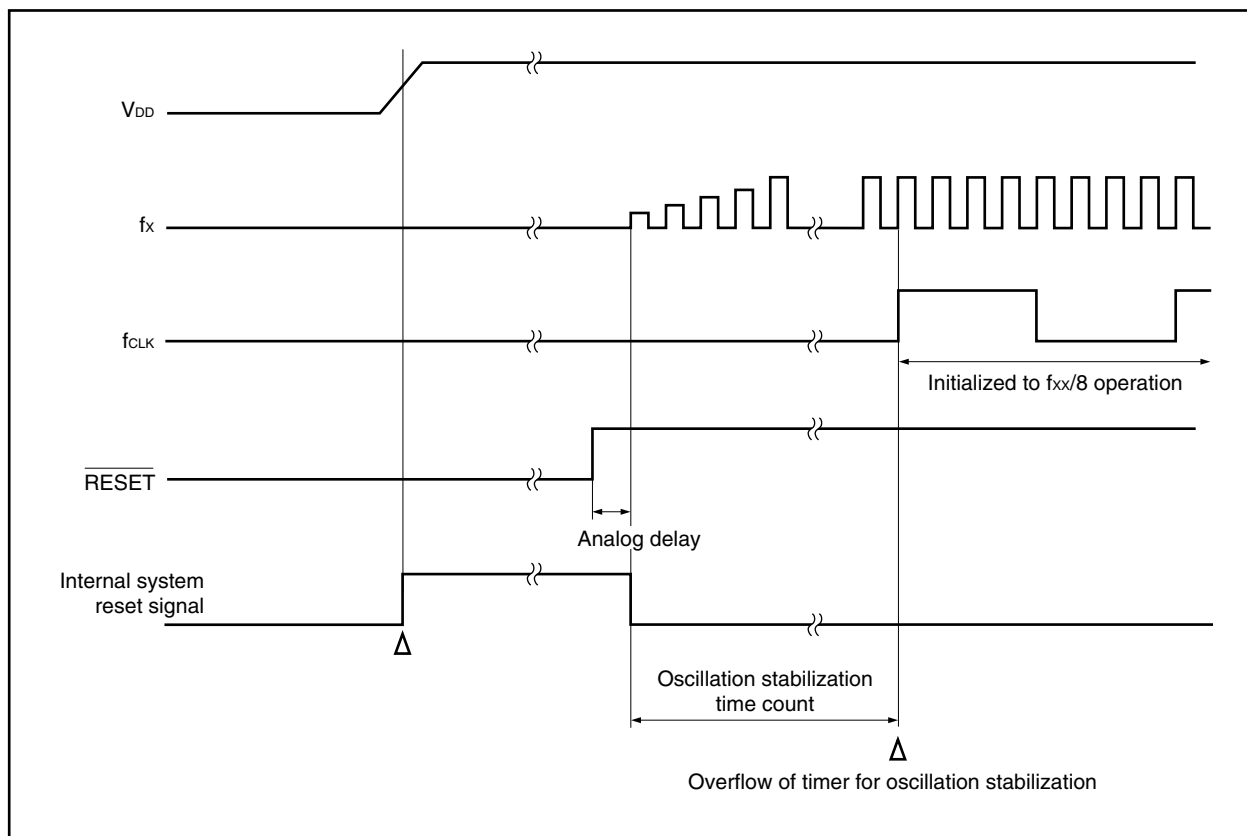 VDD
fX
fCLK
Initialized to fXX/8 operation
RESET
Analog delay
Internal system
reset signal
Oscillation stabilization
time count
Overflow of timer for oscillation stabilization